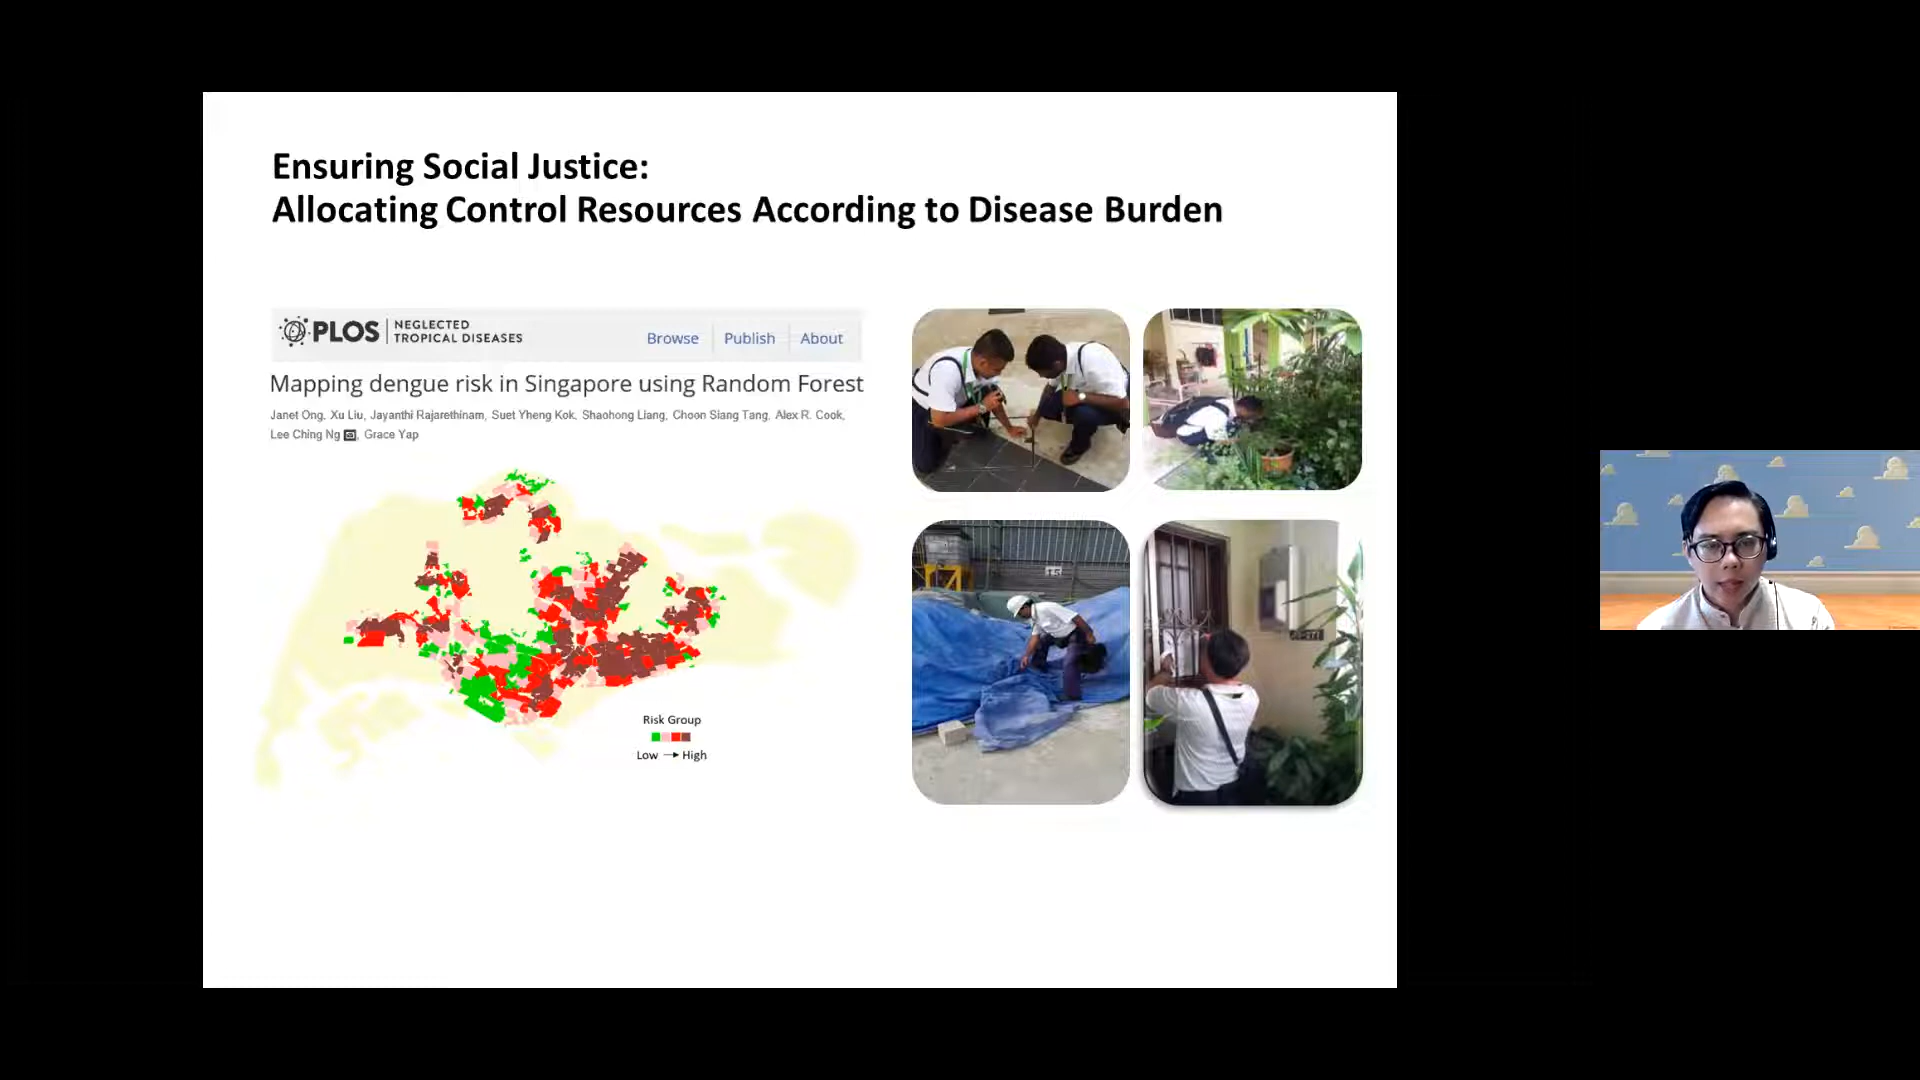 Ensuring Social Justice:
Allocating Control Resources According to Disease Burden
PLOS NEGLECTED
TROPICAL DISEASES
Browse Publish About
Mapping dengue risk in Singapore using Random Forest
Janet Ong, Xu Liu, Jayanthi Rajarethinam, Suet Yheng Kok, Shaohong Liang, Choon Siang Tang, Alex R. Cook,
Lee Ching Ng, Grace Yap
Risk Group
Low → High
15